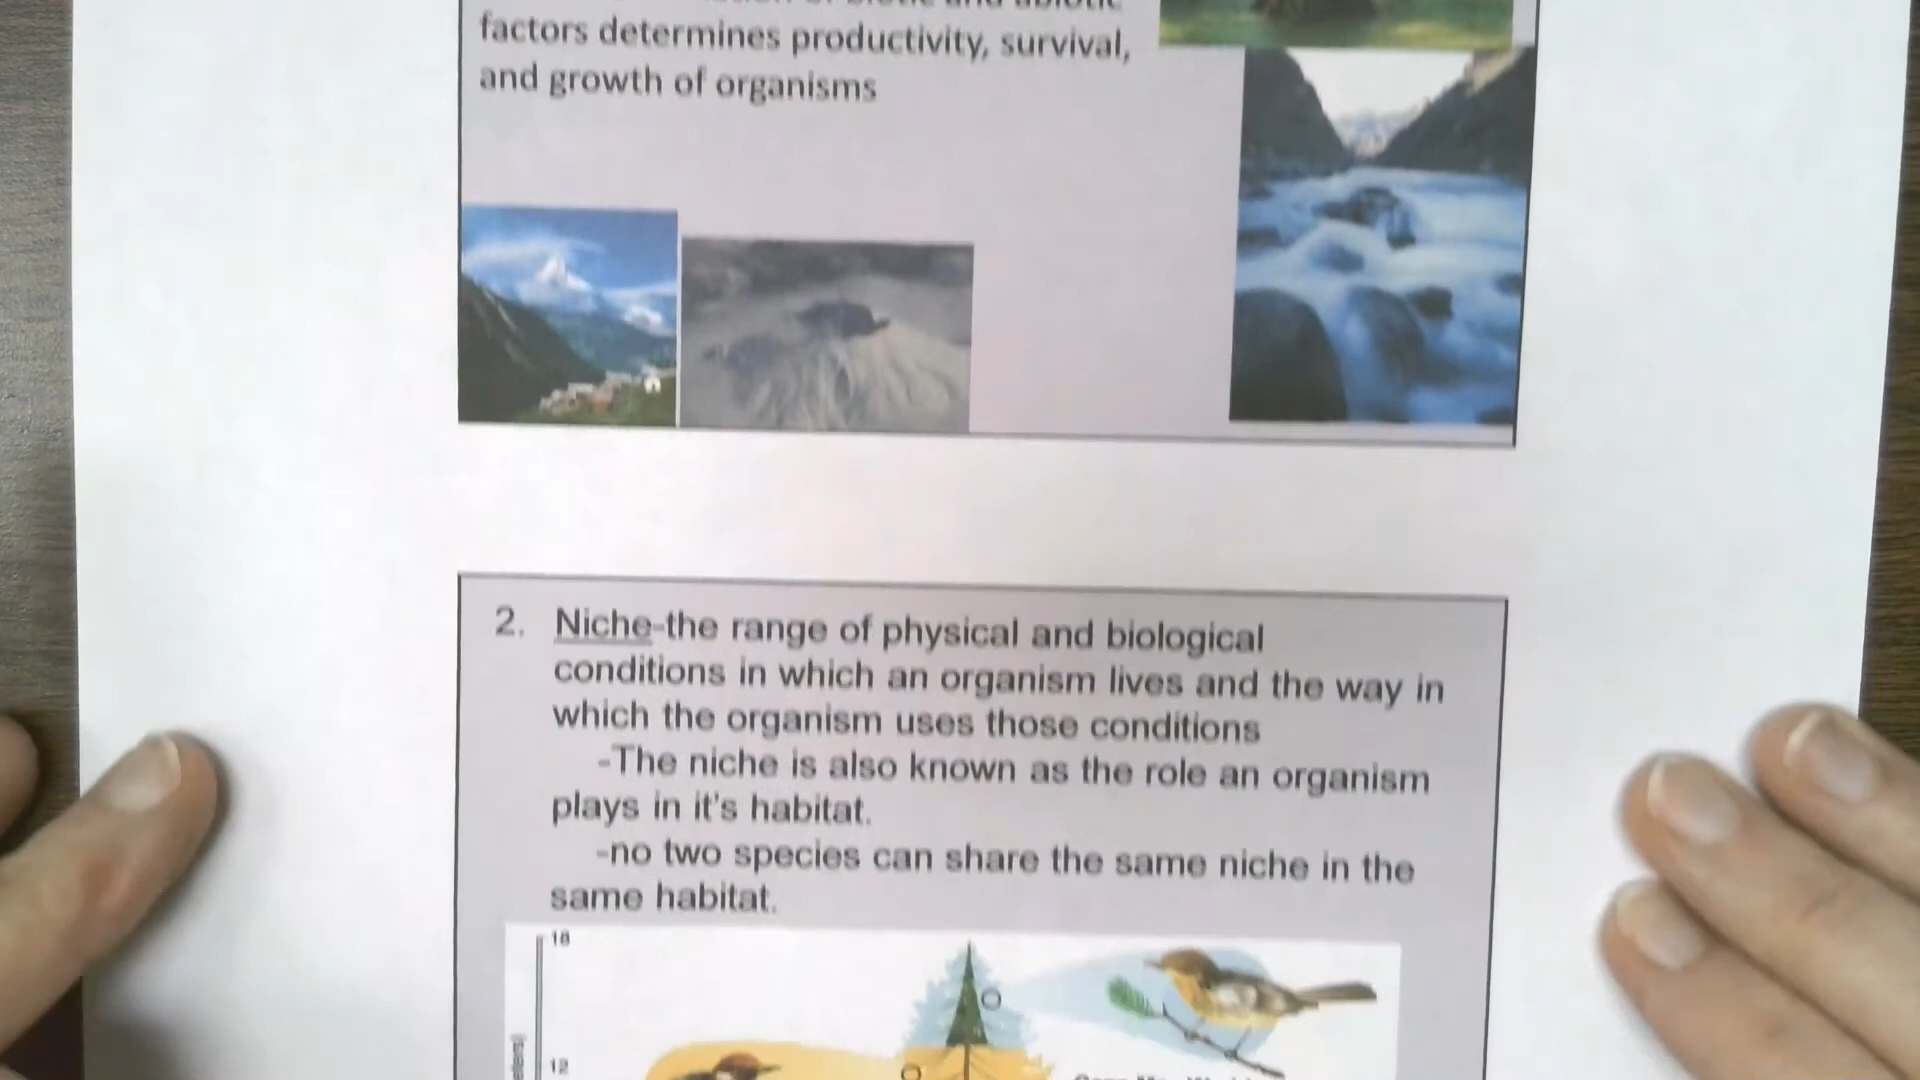 biotic and abiotic
factors determines productivity, survival,
and growth of organisms
2. Niche-the range of physical and biological
conditions in which an organism lives and the way in
which the organism uses those conditions
-The niche is also known as the role an organism
plays in it's habitat.
-no two species can share the same niche in the
same habitat.
18
12